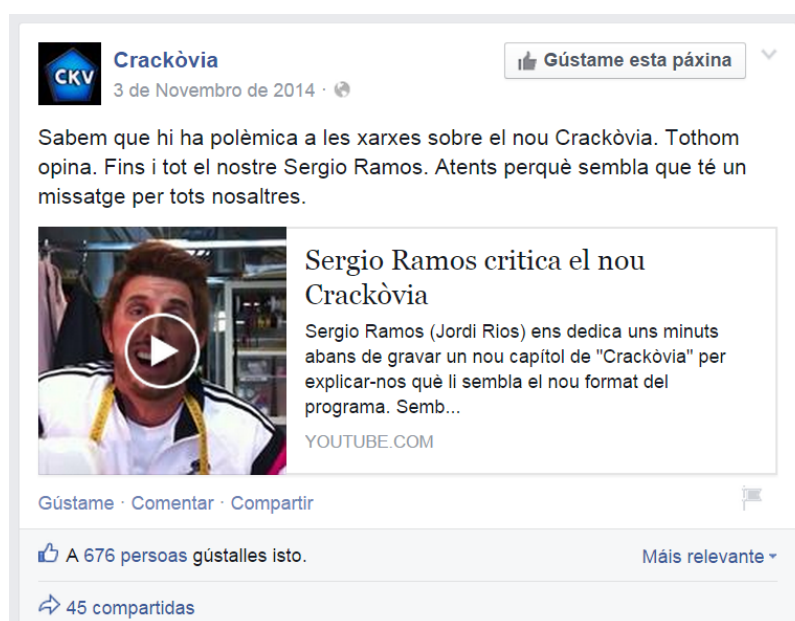 CKV
Crackòvia
3 de Novembro de 2014 ·
Gústame esta páxina
Sabem que hi ha polèmica a les xarxes sobre el nou Crackòvia. Tothom
opina. Fins i tot el nostre Sergio Ramos. Atents perquè sembla que té un
missatge per tots nosaltres.
Sergio Ramos critica el nou
Crackòvia
Sergio Ramos (Jordi Rios) ens dedica uns minuts
abans de gravar un nou capítol de "Crackòvia" per
explicar-nos què li sembla el nou format del
programa. Semb...
YOUTUBE.COM
Gústame · Comentar · Compartir
A 676 persoas gústalles isto.
Máis relevante
45 compartidas